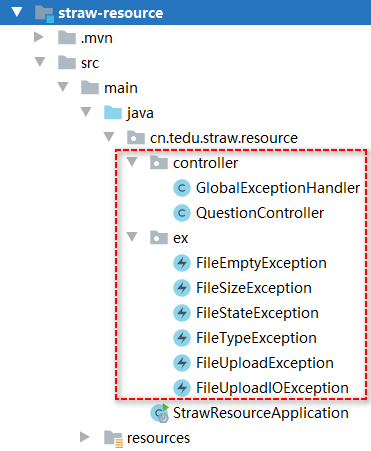 straw-resource
.mvn
src
main
java
cn.tedu.straw.resource
controller
C GlobalExceptionHandler
C QuestionController
ex
FileEmptyException
FileSizeException
FileStateException
FileTypeException
FileUploadException
FileUploadIOException
C StrawResourceApplication
resources